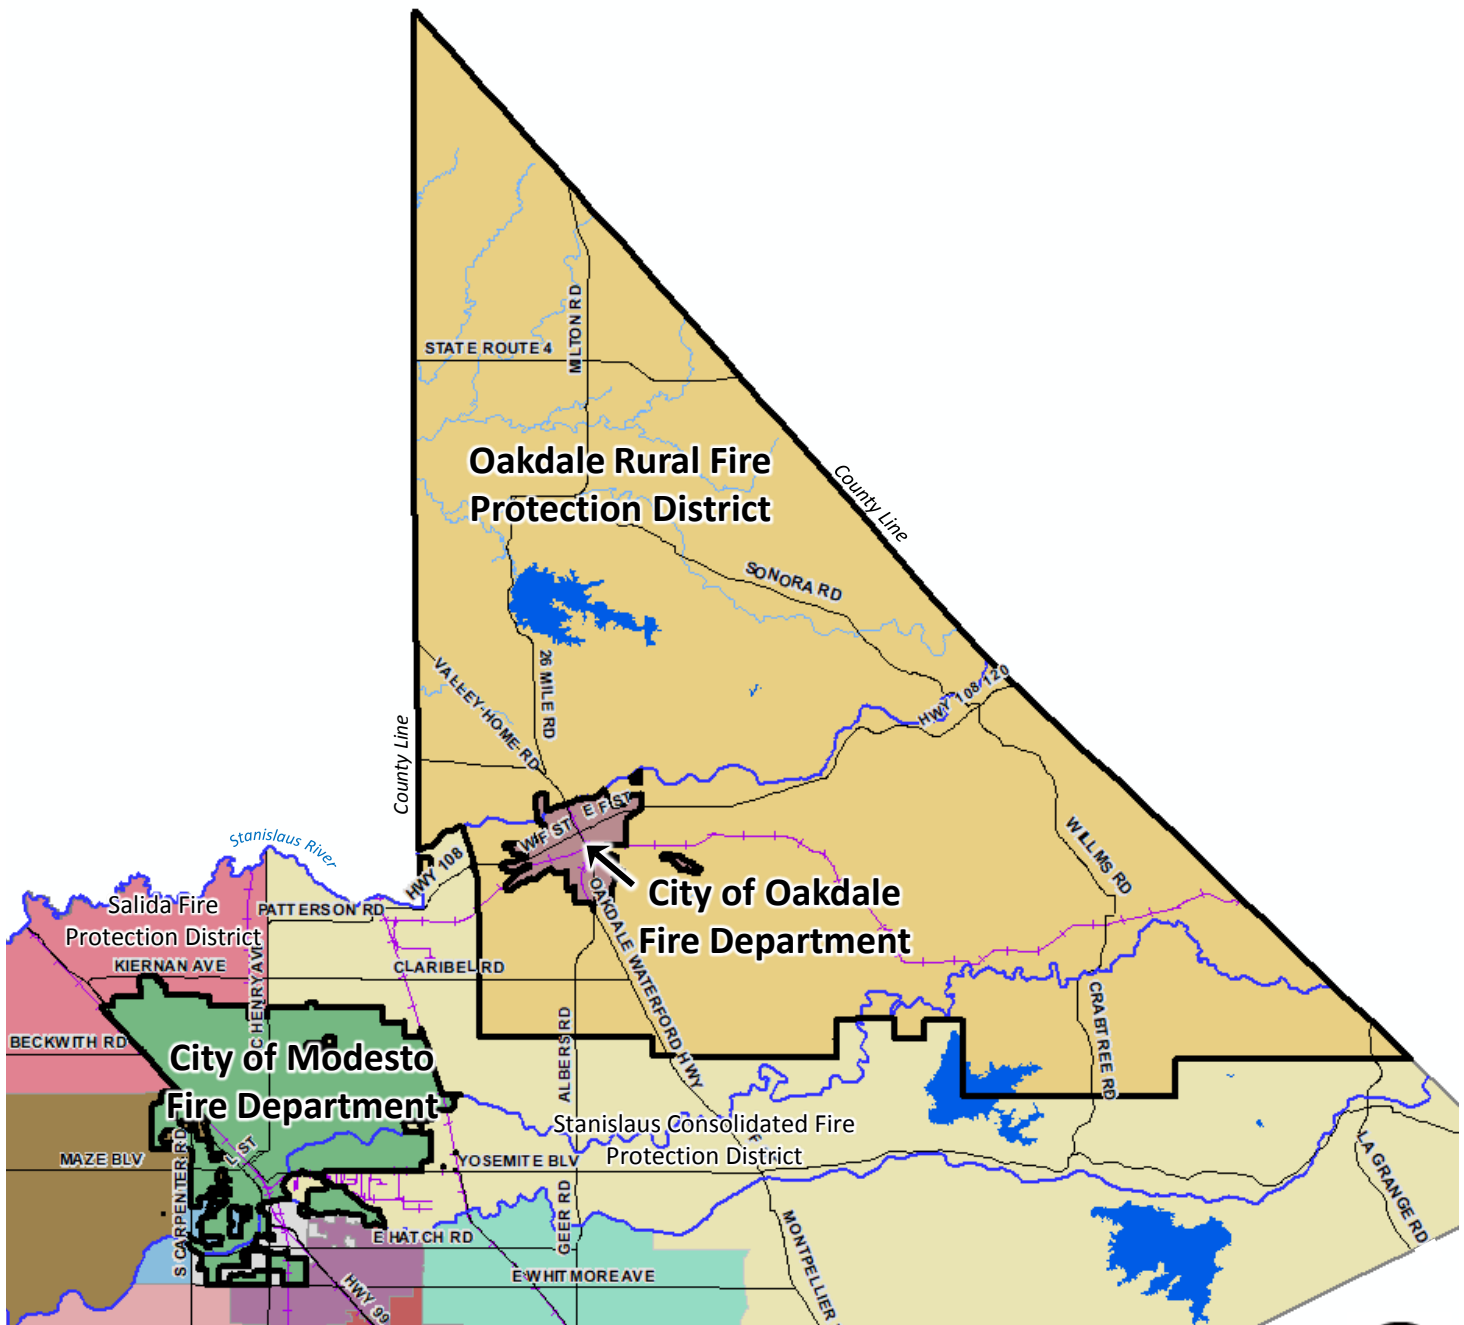 MILTON RD
STATE ROUTE 4
Oakdale Rural Fire
Protection District
County Line
SONORA RD
26 MILE RD
VALLEY-HOME-RD
HWY 108/120
County Line
E F ST
W F ST
Stanislaus River
HWY 108
WILLMS RD
City of Oakdale
Fire Department
Salida Fire
Protection District
PATTERSON RD
OAKDALE WATERFORD HWY
KIERNAN AVE
CLARIBEL RD
MCHENRY AVE
CRABTREE RD
BECKWITH RD
ALBERS RD
City of Modesto
Fire Department
Stanislaus Consolidated Fire
Protection District
L ST
MAZE BLV
YOSEMITE BLV
S CARPENTER RD
LA GRANGE RD
GEER RD
E HATCH RD
MONTPELLIER
E WHITMORE AVE
HWY 99